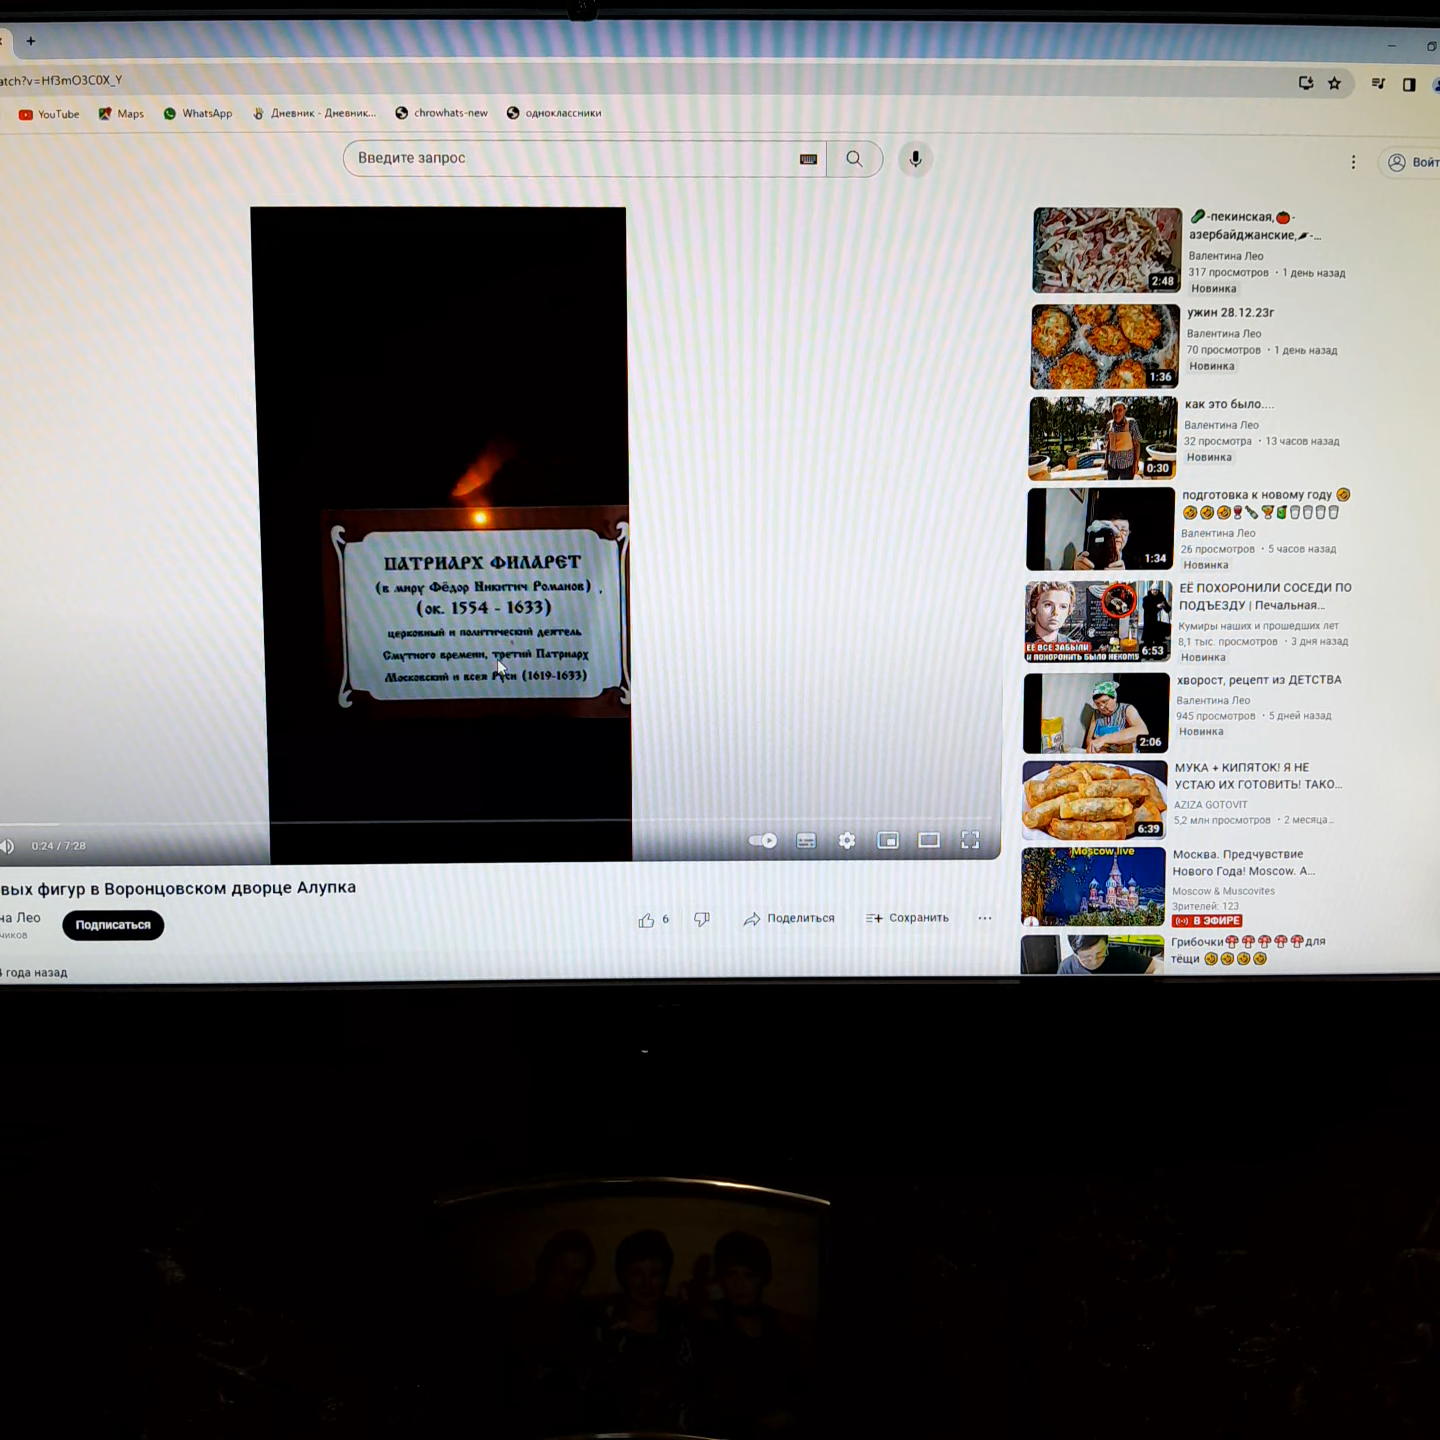 +
atch?v=Hf3mO3C0X_Y
YouTube Maps WhatsApp Дневник - Дневник... chrowhats-new одноклассники
Введите запрос
Войт
ПАТРИАРХ ФИЛАРЕТ
(в миру Фёдор Никитич Романов)
(ок. 1554 - 1633)
церковный и политический деятель
Смутного времени, третий Патриарх
Московский и всея Руси (1619-1633)
0:24 / 7:28
вых фигур в Воронцовском дворце Алупка
на Лео
чиков
Подписаться
6
Поделиться
Сохранить
...
года назад
-пекинская, -
азербайджанские, -...
Валентина Лео
317 просмотров • 1 день назад
Новинка
2:48
ужин 28.12.23г
Валентина Лео
70 просмотров • 1 день назад
Новинка
1:36
как это было....
Валентина Лео
32 просмотра • 13 часов назад
Новинка
0:30
подготовка к новому году
Валентина Лео
26 просмотров • 5 часов назад
Новинка
1:34
ЕЁ ПОХОРОНИЛИ СОСЕДИ ПО
ПОДЪЕЗДУ | Печальная...
Кумиры наших и прошедших лет
8,1 тыс. просмотров • 3 дня назад
Новинка
ЕЁ ВСЕ ЗАБЫЛИ
И ПОХОРОНИТЬ БЫЛО НЕКОМУ
6:53
хворост, рецепт из ДЕТСТВА
Валентина Лео
945 просмотров • 5 дней назад
Новинка
2:06
МУКА + КИПЯТОК! Я НЕ
УСТАЮ ИХ ГОТОВИТЬ! ТАКО...
AZIZA GOTOVIT
5,2 млн просмотров • 2 месяца...
6:39
Moscow live
Москва. Предчувствие
Нового Года! Moscow. A...
Moscow & Muscovites
Зрителей: 123
В ЭФИРЕ
Грибочки для
тёщи